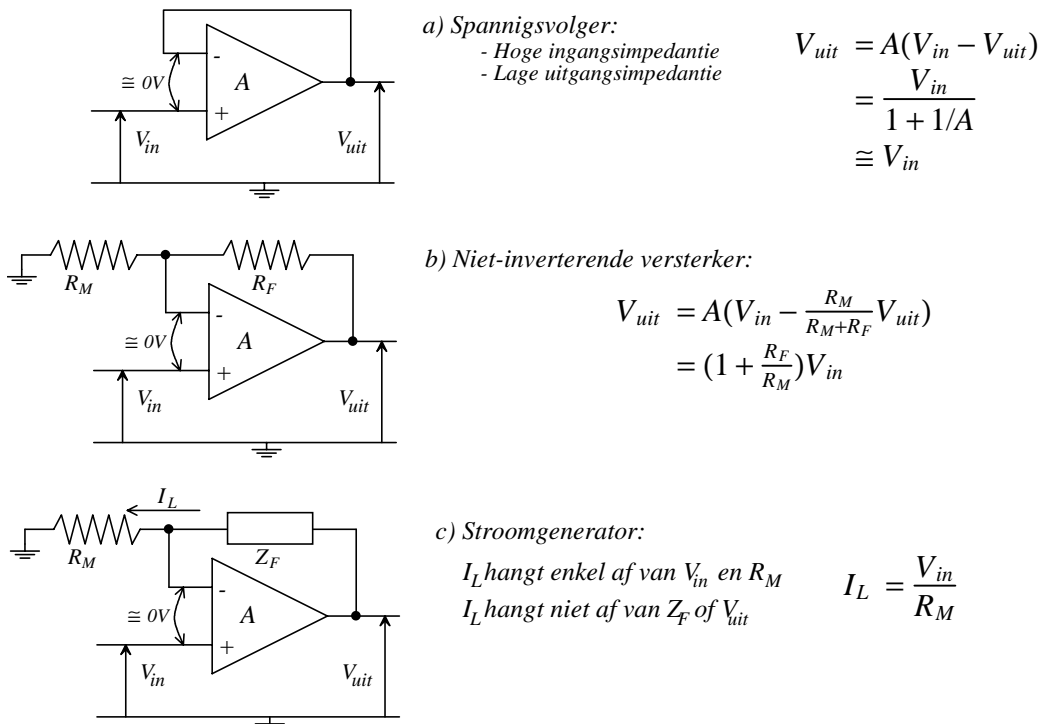 a) Spannigsvolger:
- Hoge ingangsimpedantie
- Lage uitgangsimpedantie
V_uit = A(V_in − V_uit)
= V_in / (1 + 1/A)
≅ V_in
-
≅ 0V
A
+
V_in
V_uit
b) Niet-inverterende versterker:
V_uit = A(V_in − R_M/(R_M+R_F) V_uit)
= (1 + R_F/R_M)V_in
R_M
R_F
-
≅ 0V
A
+
V_in
V_uit
c) Stroomgenerator:
I_L hangt enkel af van V_in en R_M
I_L hangt niet af van Z_F of V_uit
I_L = V_in/R_M
I_L
R_M
Z_F
-
≅ 0V
A
+
V_in
V_uit